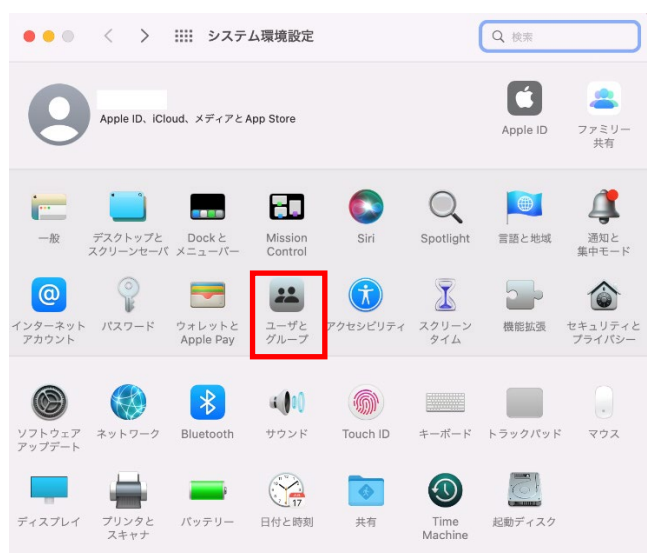 システム環境設定
検索
Apple ID、iCloud、メディアと App Store
Apple ID
ファミリー
共有
一般
デスクトップと
スクリーンセーバ
Dockと
メニューバー
Mission
Control
Siri
Spotlight
言語と地域
通知と
集中モード
インターネット
アカウント
パスワード
ウォレットと
Apple Pay
ユーザと
グループ
アクセシビリティ
スクリーン
タイム
機能拡張
セキュリティと
プライバシー
ソフトウェア
アップデート
ネットワーク
Bluetooth
サウンド
Touch ID
キーボード
トラックパッド
マウス
ディスプレイ
プリンタと
スキャナ
バッテリー
17
日付と時刻
共有
Time
Machine
起動ディスク